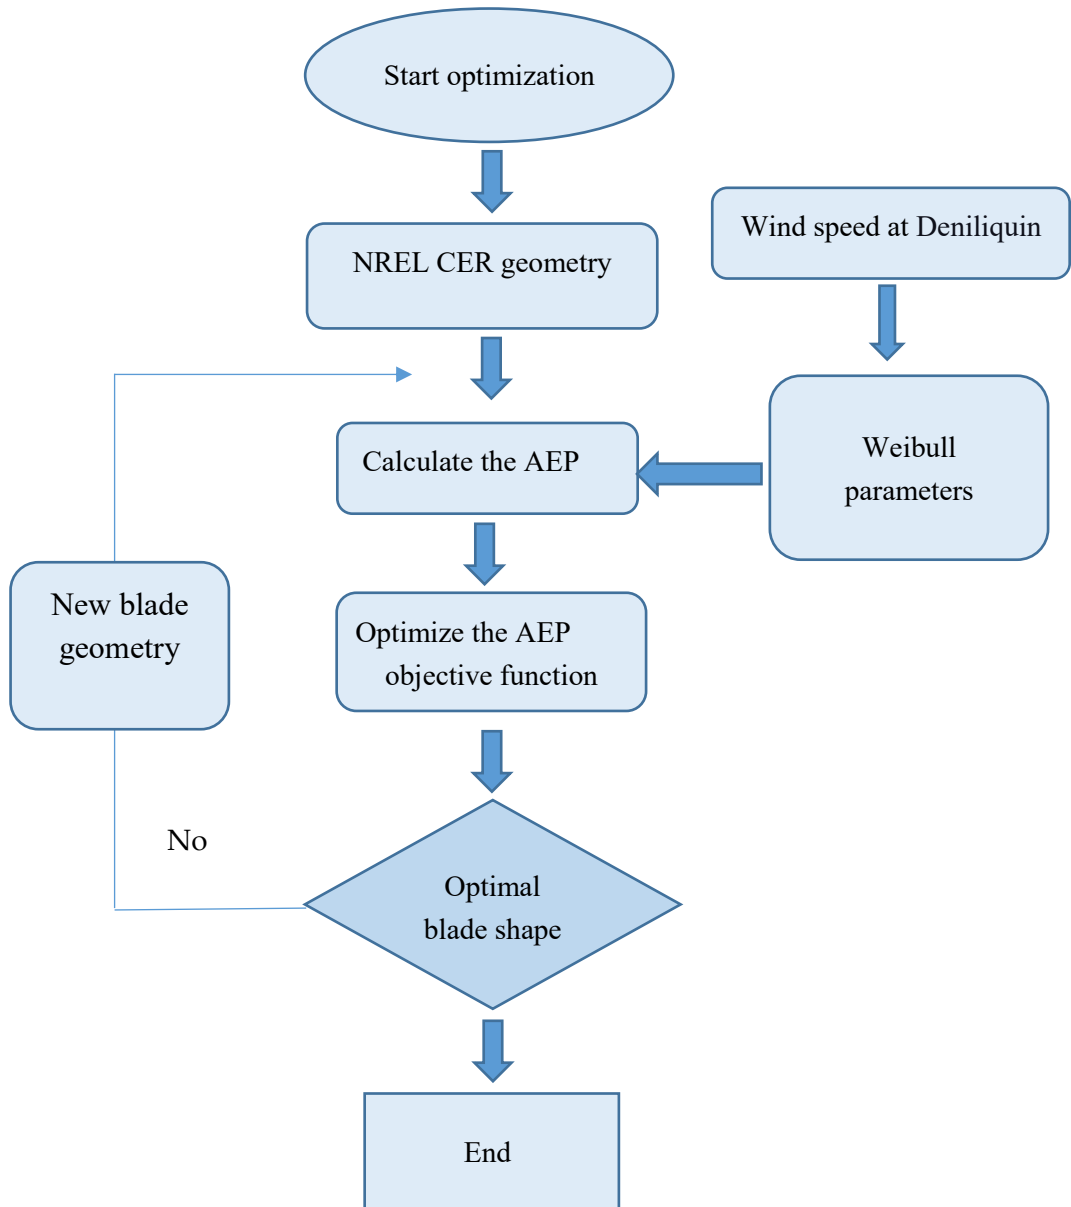 Start optimization
NREL CER geometry
Wind speed at Deniliquin
Calculate the AEP
Weibull
parameters
New blade
geometry
Optimize the AEP
objective function
No
Optimal
blade shape
End